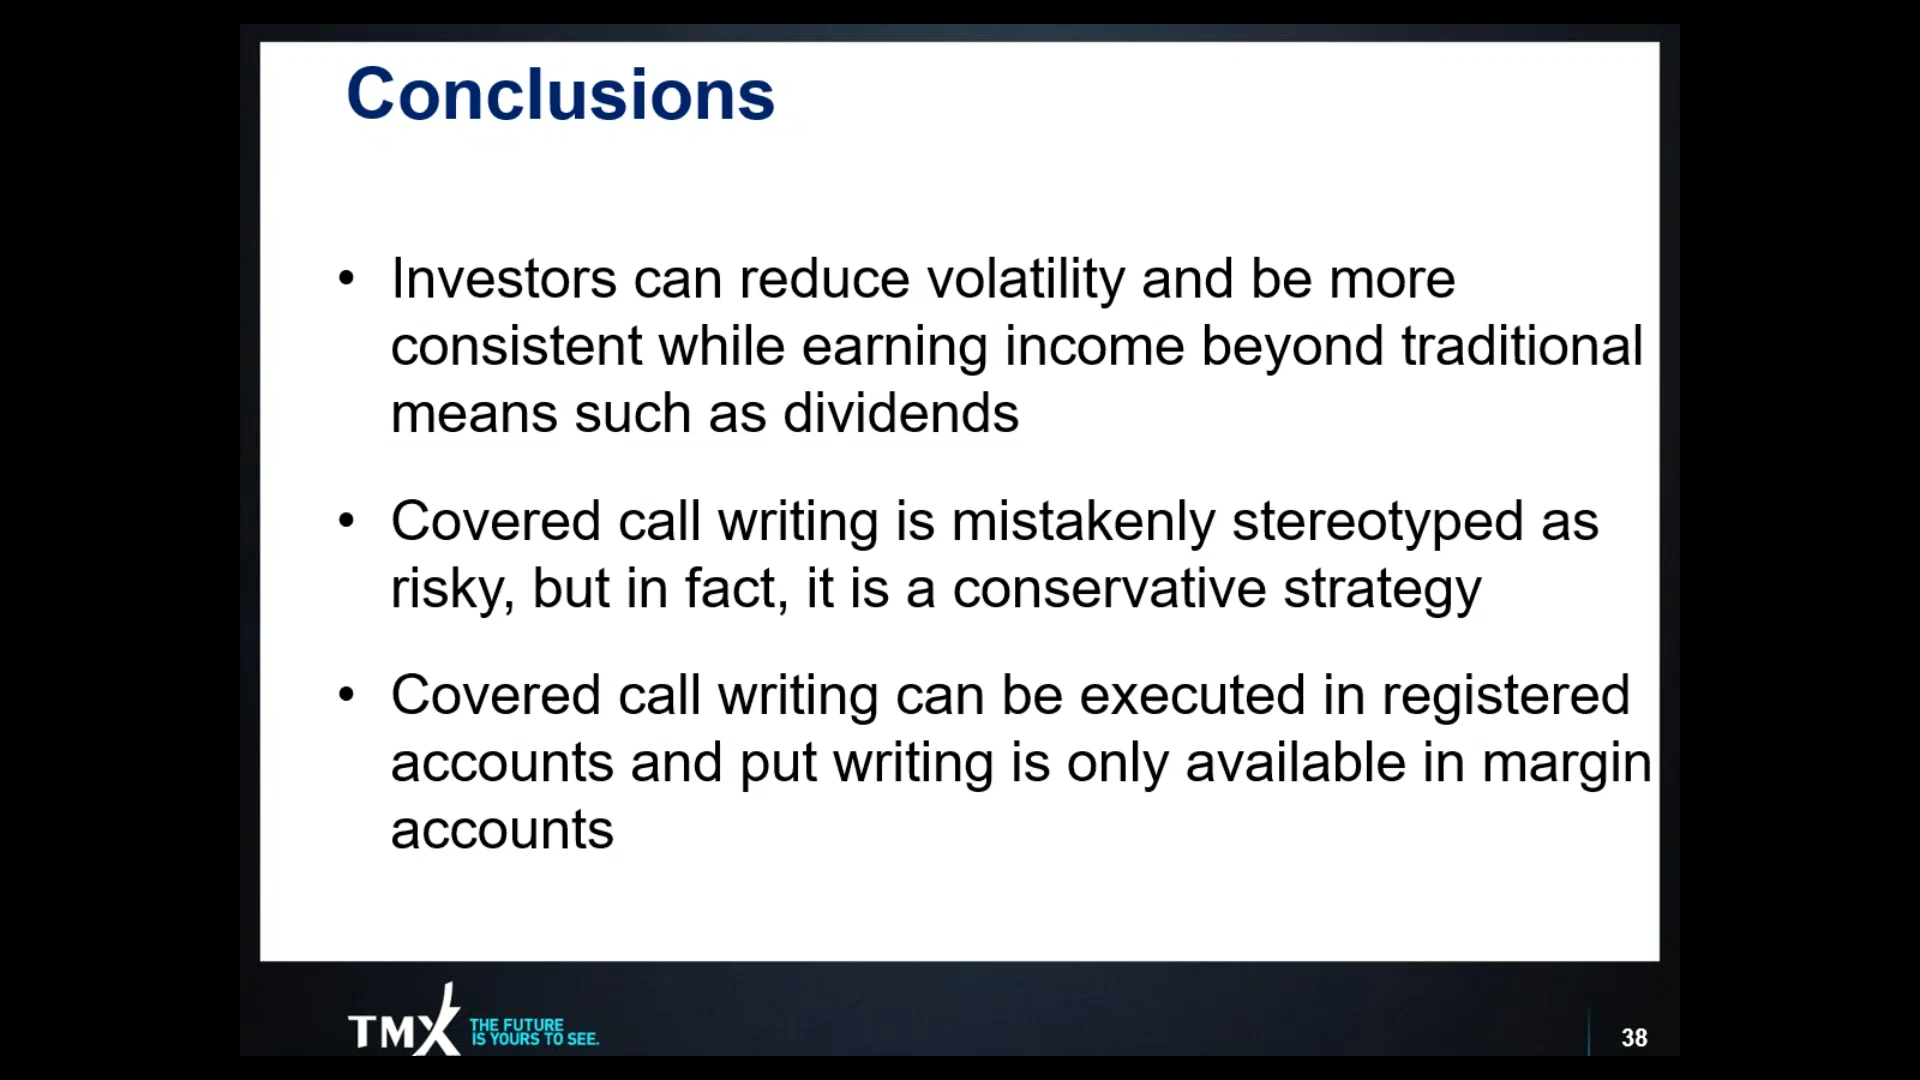 Conclusions
• Investors can reduce volatility and be more
consistent while earning income beyond traditional
means such as dividends
• Covered call writing is mistakenly stereotyped as
risky, but in fact, it is a conservative strategy
• Covered call writing can be executed in registered
accounts and put writing is only available in margin
accounts
TMX THE FUTURE
IS YOURS TO SEE.
38